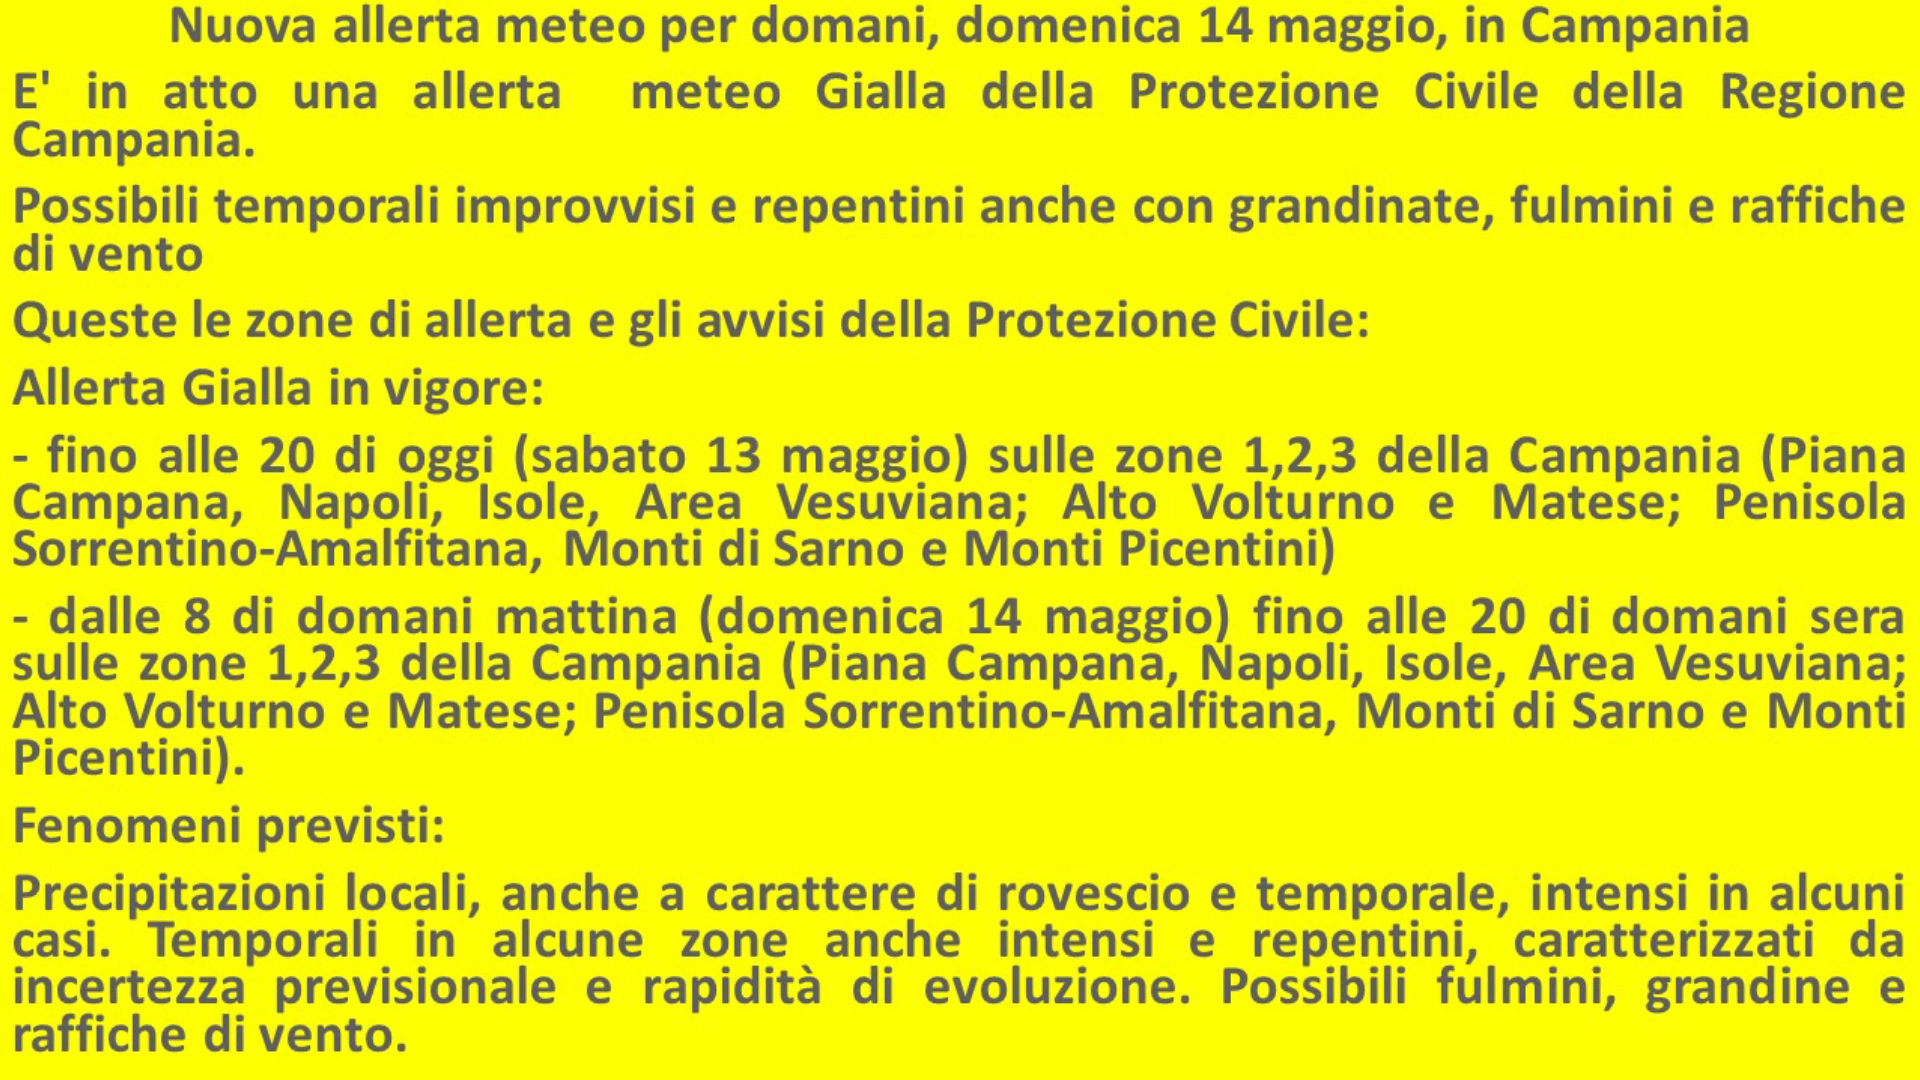 Nuova allerta meteo per domani, domenica 14 maggio, in Campania
E' in atto una allerta meteo Gialla della Protezione Civile della Regione
Campania.
Possibili temporali improvvisi e repentini anche con grandinate, fulmini e raffiche
di vento
Queste le zone di allerta e gli avvisi della Protezione Civile:
Allerta Gialla in vigore:
- fino alle 20 di oggi (sabato 13 maggio) sulle zone 1,2,3 della Campania (Piana
Campana, Napoli, Isole, Area Vesuviana; Alto Volturno e Matese; Penisola
Sorrentino-Amalfitana, Monti di Sarno e Monti Picentini)
- dalle 8 di domani mattina (domenica 14 maggio) fino alle 20 di domani sera
sulle zone 1,2,3 della Campania (Piana Campana, Napoli, Isole, Area Vesuviana;
Alto Volturno e Matese; Penisola Sorrentino-Amalfitana, Monti di Sarno e Monti
Picentini).
Fenomeni previsti:
Precipitazioni locali, anche a carattere di rovescio e temporale, intensi in alcuni
casi. Temporali in alcune zone anche intensi e repentini, caratterizzati da
incertezza previsionale e rapidità di evoluzione. Possibili fulmini, grandine e
raffiche di vento.